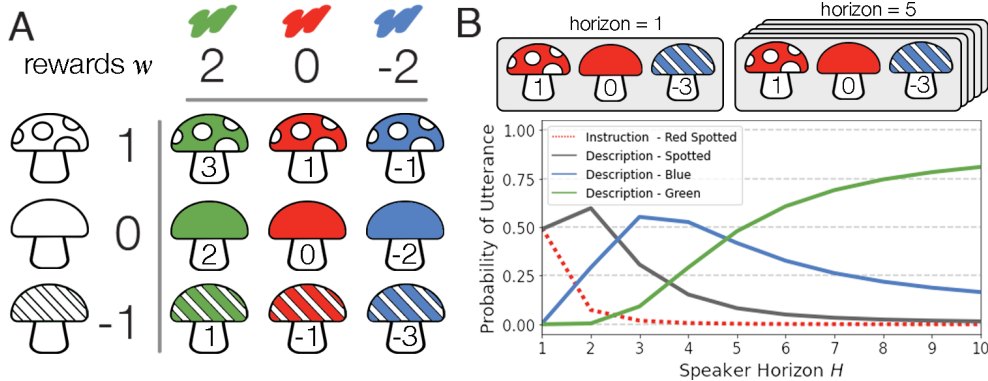 A
rewards w
2 0 -2
1
3 1 -1
0
2 0 -2
-1
1 -1 -3
B
horizon = 1
horizon = 5
1 0 -3
1 0 -3
Probability of Utterance
1.00
0.75
0.50
0.25
0.00
Instruction - Red Spotted
Description - Spotted
Description - Blue
Description - Green
1 2 3 4 5 6 7 8 9 10
Speaker Horizon H